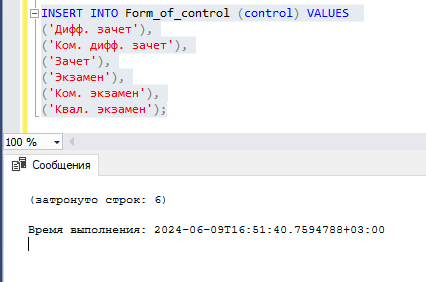 INSERT INTO Form_of_control (control) VALUES
('Дифф. зачет'),
('Ком. дифф. зачет'),
('Зачет'),
('Экзамен'),
('Ком. экзамен'),
('Квал. экзамен');
100 %
Сообщения
(затронуто строк: 6)
Время выполнения: 2024-06-09T16:51:40.7594788+03:00